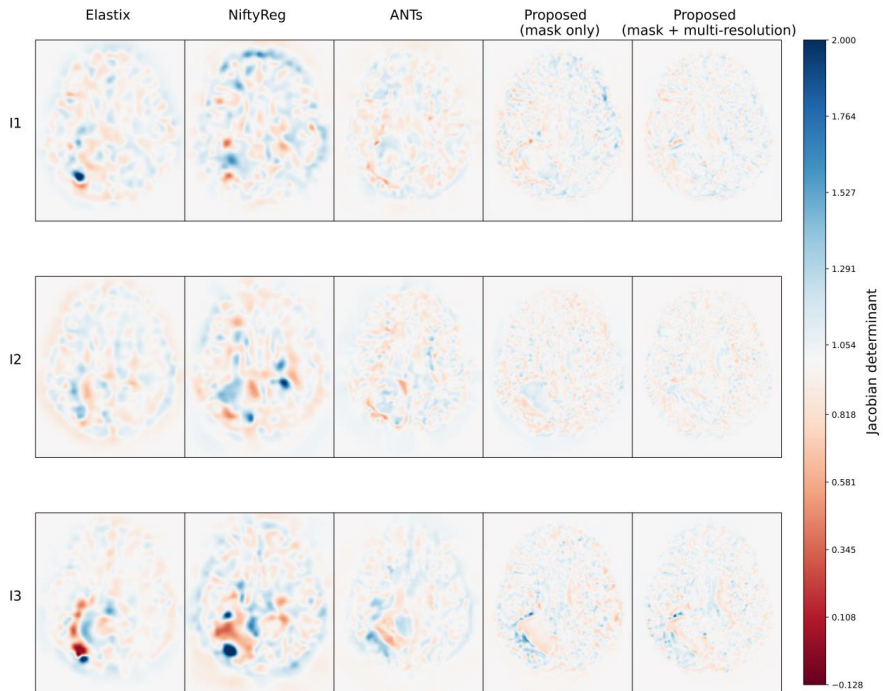 Elastix
NiftyReg
ANTs
Proposed
(mask only)
Proposed
(mask + multi-resolution)
I1
I2
I3
2.000
1.764
1.527
1.291
1.054
0.818
0.581
0.345
0.108
−0.128
Jacobian determinant